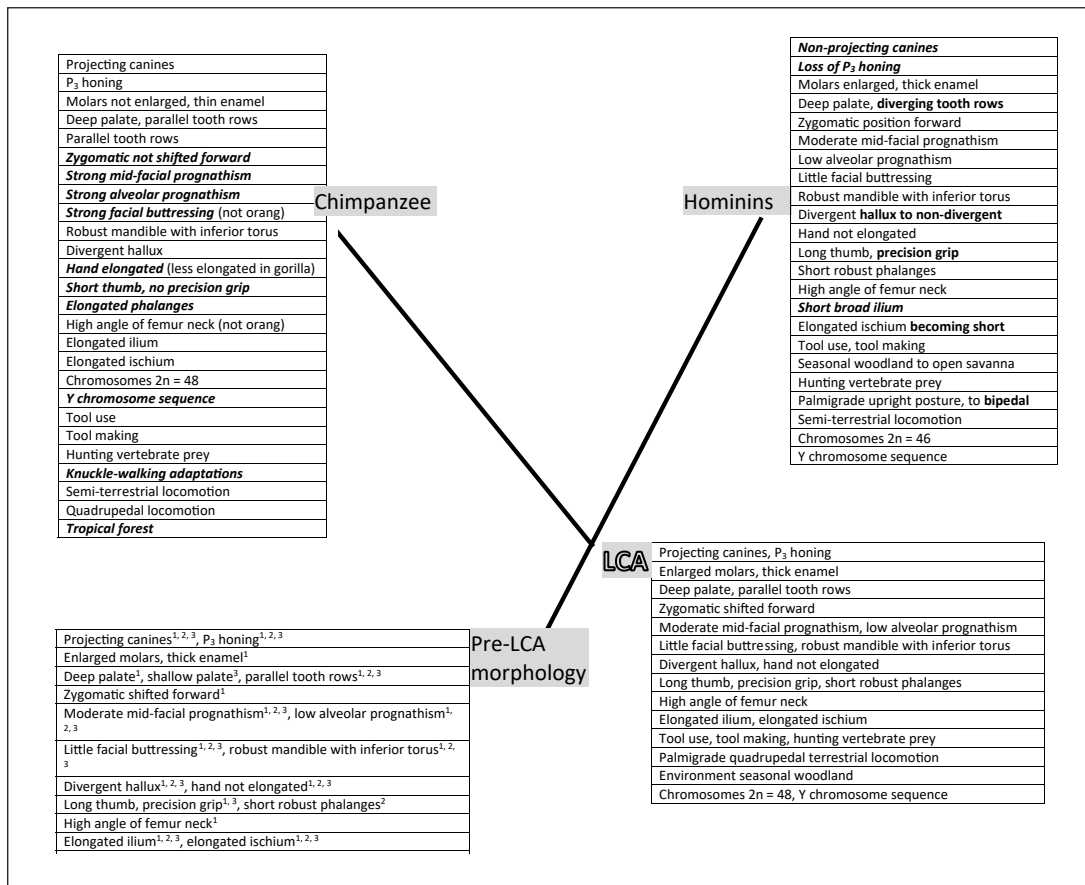 Projecting canines
P₃ honing
Molars not enlarged, thin enamel
Deep palate, parallel tooth rows
Parallel tooth rows
Zygomatic not shifted forward
Strong mid-facial prognathism
Strong alveolar prognathism
Strong facial buttressing (not orang)
Robust mandible with inferior torus
Divergent hallux
Hand elongated (less elongated in gorilla)
Short thumb, no precision grip
Elongated phalanges
High angle of femur neck (not orang)
Elongated ilium
Elongated ischium
Chromosomes 2n = 48
Y chromosome sequence
Tool use
Tool making
Hunting vertebrate prey
Knuckle-walking adaptations
Semi-terrestrial locomotion
Quadrupedal locomotion
Tropical forest
Chimpanzee
Hominins
Non-projecting canines
Loss of P₃ honing
Molars enlarged, thick enamel
Deep palate, diverging tooth rows
Zygomatic position forward
Moderate mid-facial prognathism
Low alveolar prognathism
Little facial buttressing
Robust mandible with inferior torus
Divergent hallux to non-divergent
Hand not elongated
Long thumb, precision grip
Short robust phalanges
High angle of femur neck
Short broad ilium
Elongated ischium becoming short
Tool use, tool making
Seasonal woodland to open savanna
Hunting vertebrate prey
Palmigrade upright posture, to bipedal
Semi-terrestrial locomotion
Chromosomes 2n = 46
Y chromosome sequence
LCA
Projecting canines, P₃ honing
Enlarged molars, thick enamel
Deep palate, parallel tooth rows
Zygomatic shifted forward
Moderate mid-facial prognathism, low alveolar prognathism
Little facial buttressing, robust mandible with inferior torus
Divergent hallux, hand not elongated
Long thumb, precision grip, short robust phalanges
High angle of femur neck
Elongated ilium, elongated ischium
Tool use, tool making, hunting vertebrate prey
Palmigrade quadrupedal terrestrial locomotion
Environment seasonal woodland
Chromosomes 2n = 48, Y chromosome sequence
Pre-LCA
morphology
Projecting canines¹, ², ³, P₃ honing¹, ², ³
Enlarged molars, thick enamel¹
Deep palate¹, shallow palate³, parallel tooth rows¹, ², ³
Zygomatic shifted forward¹
Moderate mid-facial prognathism¹, ², ³, low alveolar prognathism¹,
², ³
Little facial buttressing¹, ², ³, robust mandible with inferior torus¹, ²,
³
Divergent hallux¹, ², ³, hand not elongated¹, ², ³
Long thumb, precision grip¹, ³, short robust phalanges²
High angle of femur neck¹
Elongated ilium¹, ², ³, elongated ischium¹, ², ³